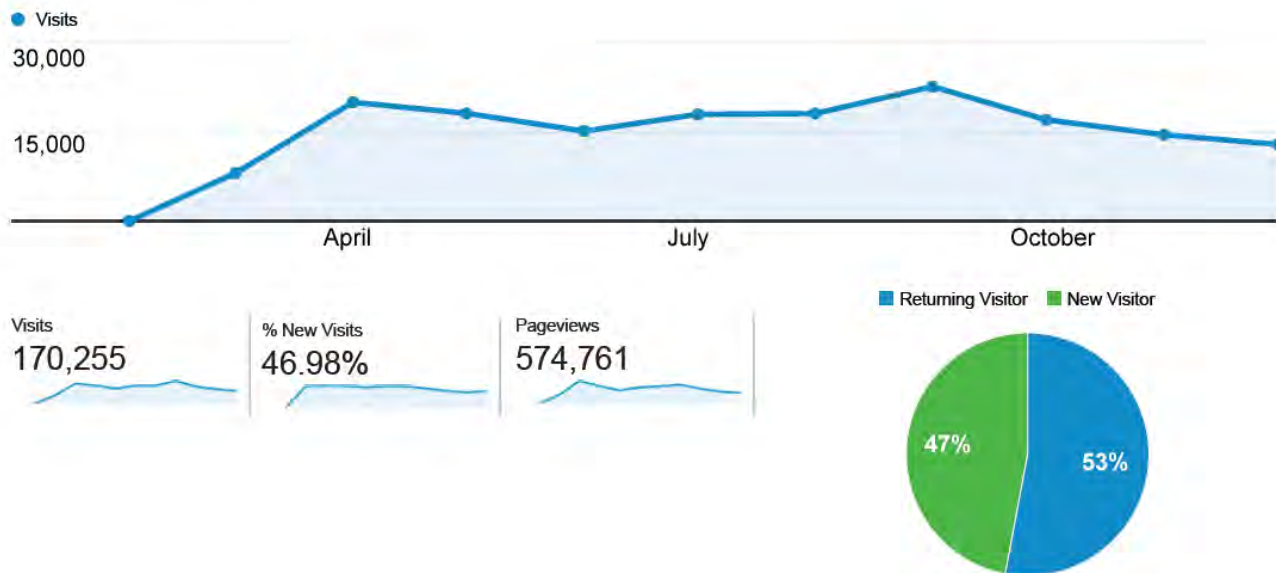 Visits
30,000
15,000
April July October
Returning Visitor New Visitor
Visits
170,255
% New Visits
46.98%
Pageviews
574,761
47%
53%